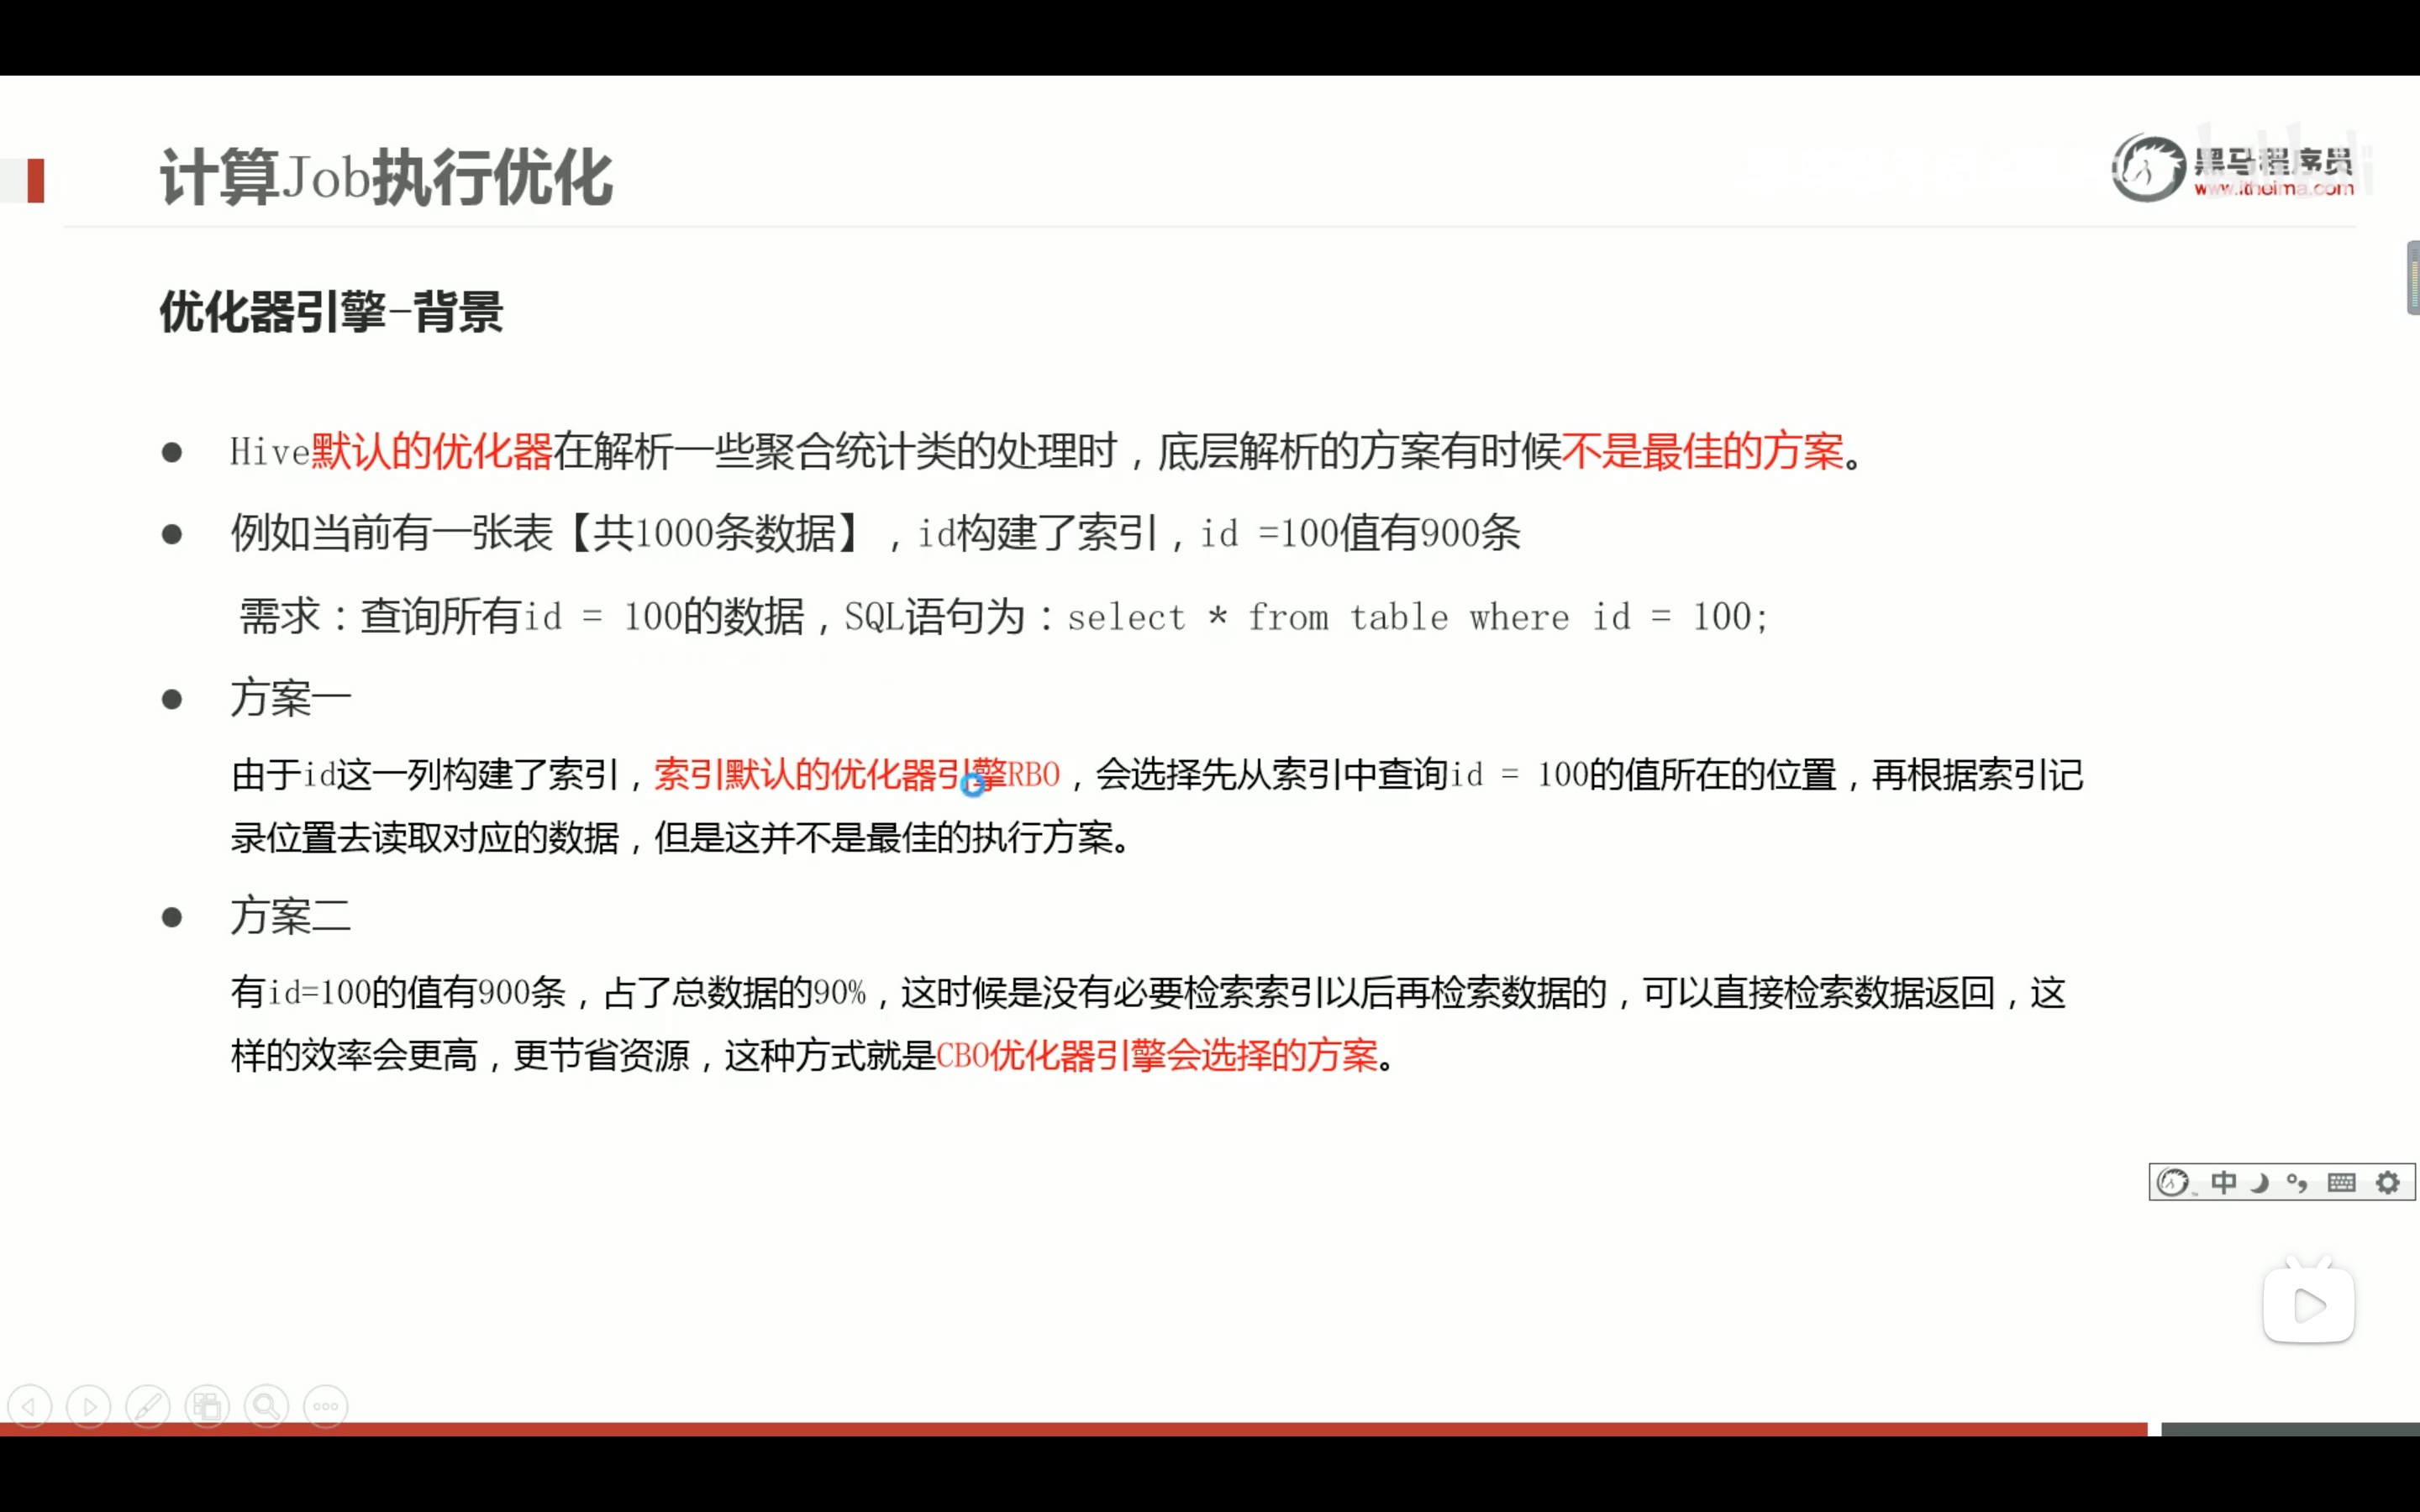 计算Job执行优化
黑马程序员
www.itheima.com
优化器引擎-背景
● Hive默认的优化器在解析一些聚合统计类的处理时，底层解析的方案有时候不是最佳的方案。
● 例如当前有一张表【共1000条数据】，id构建了索引，id =100值有900条
需求：查询所有id = 100的数据，SQL语句为：select * from table where id = 100;
● 方案一
由于id这一列构建了索引，索引默认的优化器引擎RBO，会选择先从索引中查询id = 100的值所在的位置，再根据索引记
录位置去读取对应的数据，但是这并不是最佳的执行方案。
● 方案二
有id=100的值有900条，占了总数据的90%，这时候是没有必要检索索引以后再检索数据的，可以直接检索数据返回，这
样的效率会更高，更节省资源，这种方式就是CBO优化器引擎会选择的方案。
中